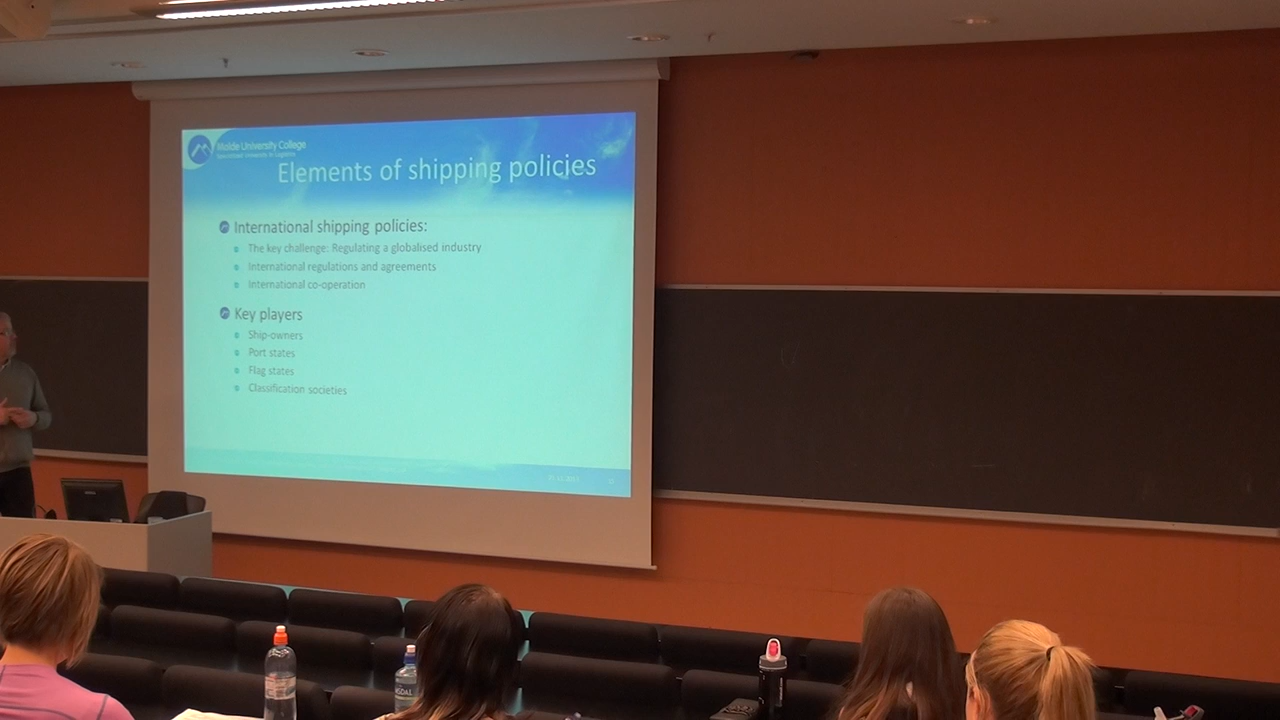 Molde University College
Elements of shipping policies
International shipping policies:
The key challenge: Regulating a globalised industry
International regulations and agreements
International co-operation
Key players
Ship-owners
Port states
Flag states
Classification societies